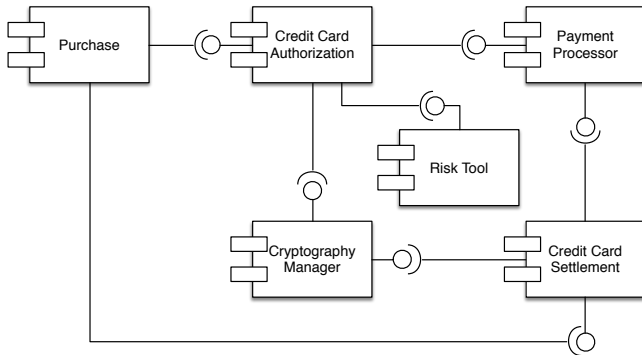 Purchase
Credit Card
Authorization
Payment
Processor
Risk Tool
Cryptography
Manager
Credit Card
Settlement